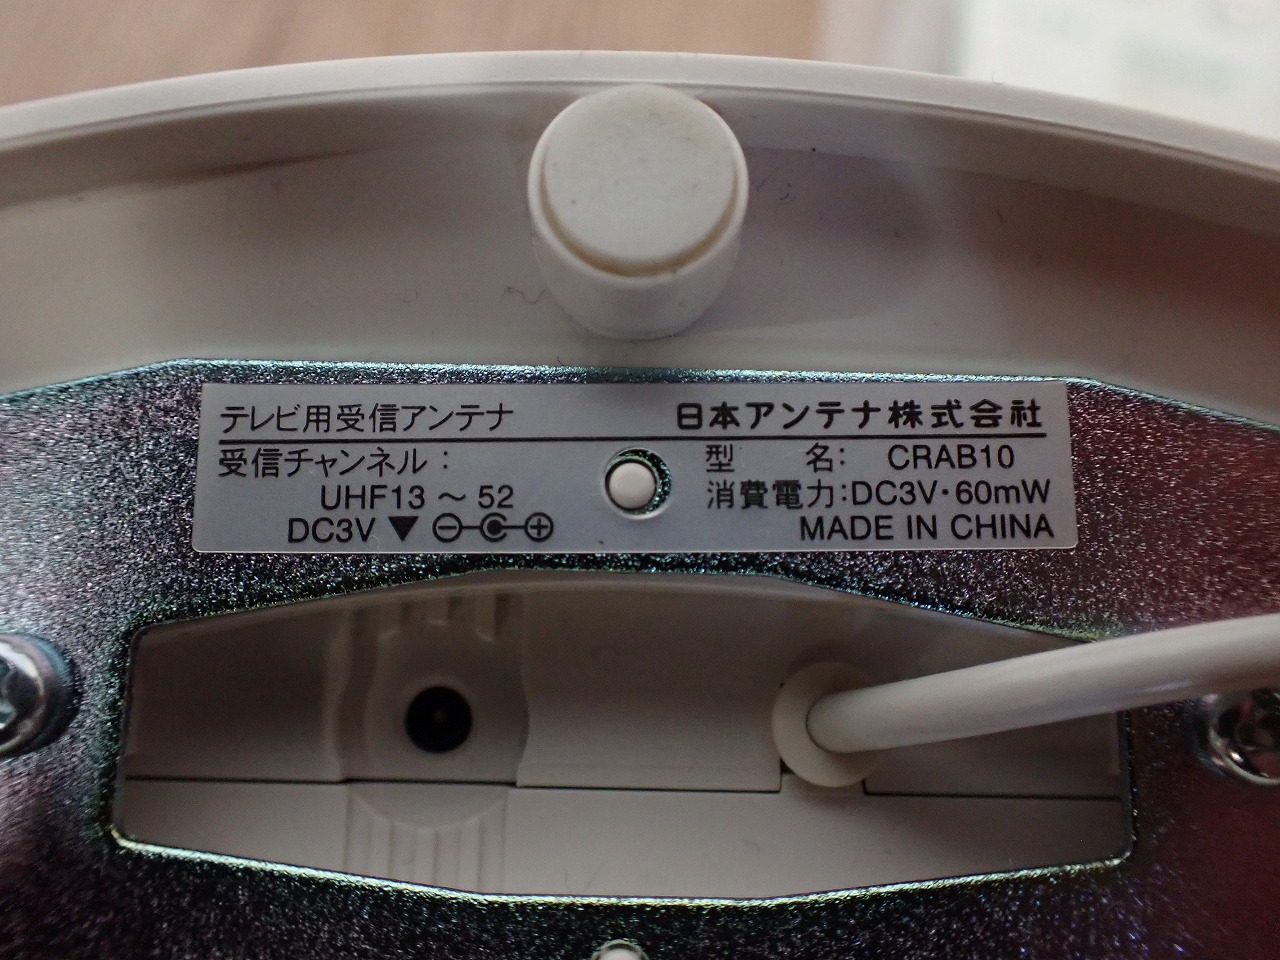 テレビ用受信アンテナ 日本アンテナ株式会社
受信チャンネル：
UHF13 ～ 52
DC3V ▼ ⊖ ⊕
型 名： CRAB10
消費電力：DC3V・60mW
MADE IN CHINA